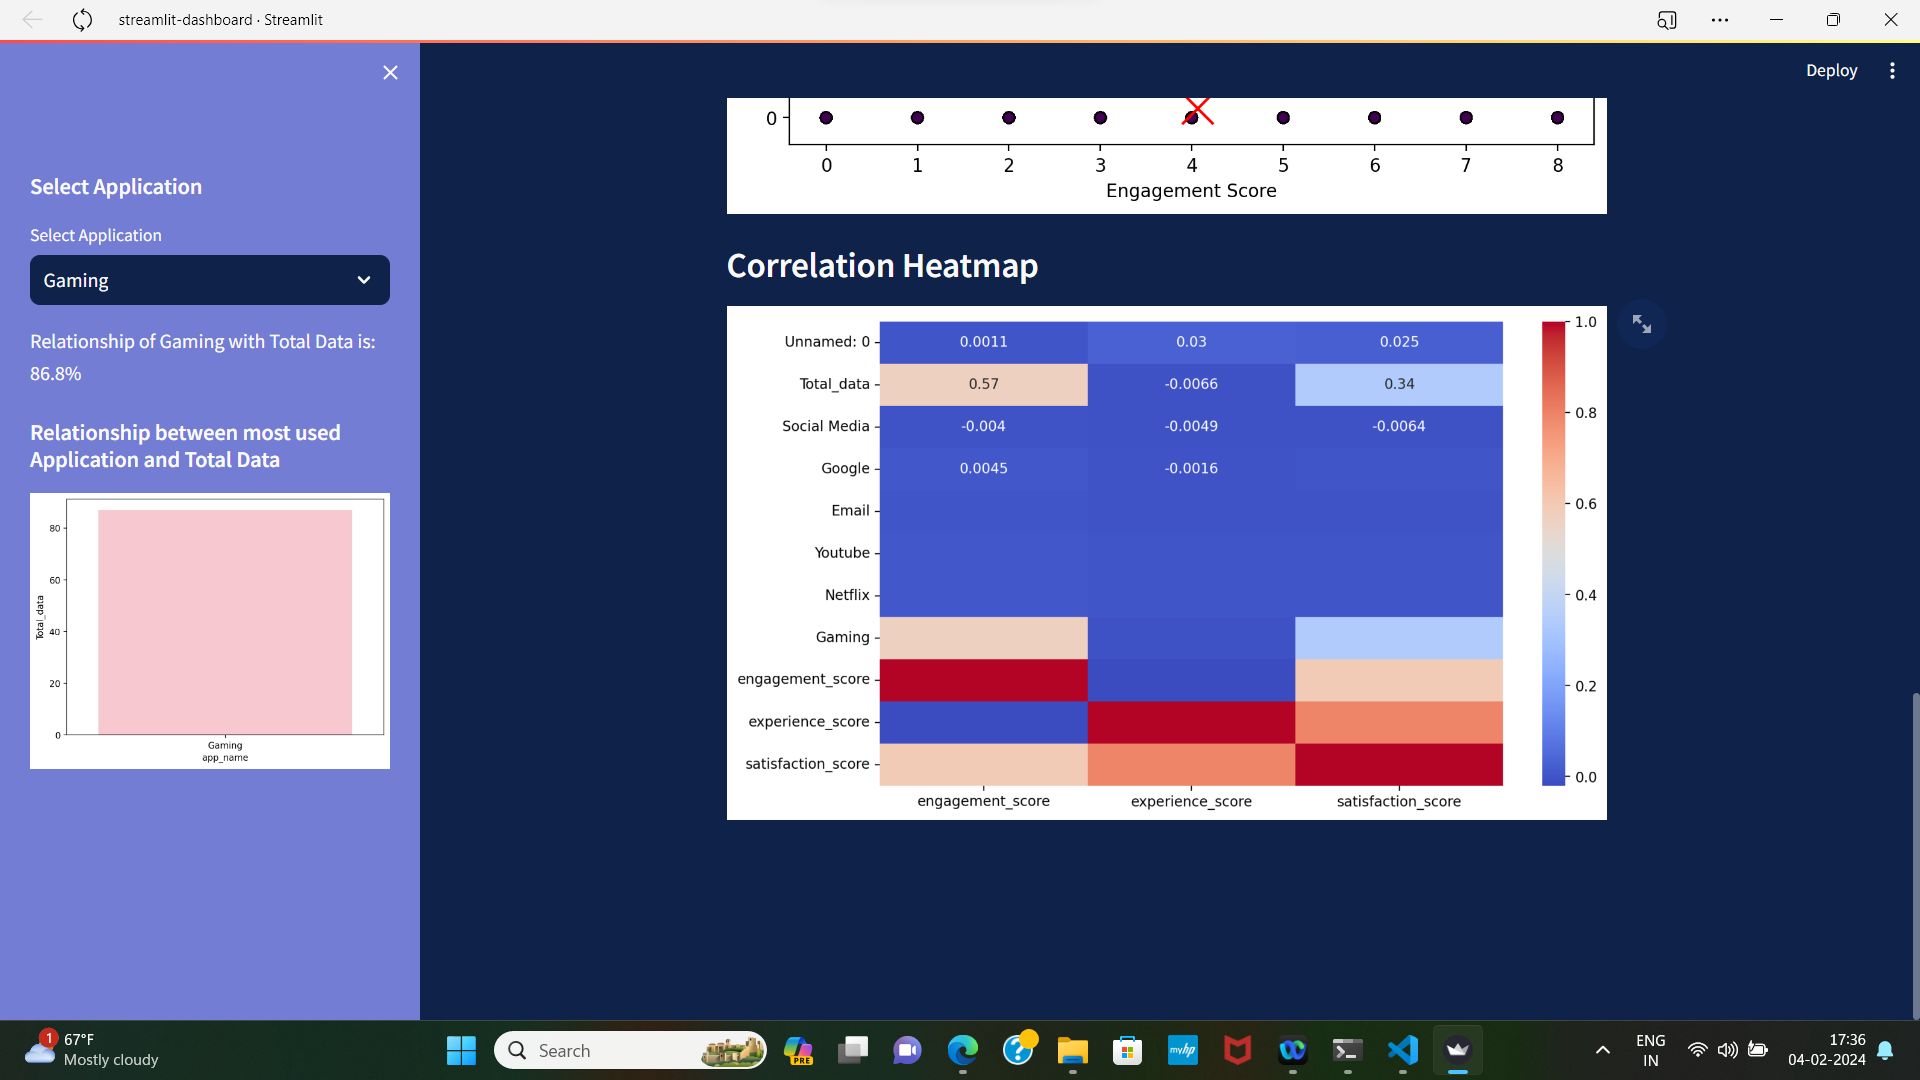 streamlit-dashboard · Streamlit
Deploy
Select Application
Select Application
Gaming
Relationship of Gaming with Total Data is:
86.8%
Relationship between most used
Application and Total Data
80
60
40
20
0
Total_data
Gaming
app_name
0
0 1 2 3 4 5 6 7 8
Engagement Score
Correlation Heatmap
Unnamed: 0 0.0011 0.03 0.025
Total_data 0.57 -0.0066 0.34
Social Media -0.004 -0.0049 -0.0064
Google 0.0045 -0.0016
Email
Youtube
Netflix
Gaming
engagement_score
experience_score
satisfaction_score
engagement_score experience_score satisfaction_score
1.0
0.8
0.6
0.4
0.2
0.0
1
67°F
Mostly cloudy
Search
PRE
myhp
ENG
IN
17:36
04-02-2024